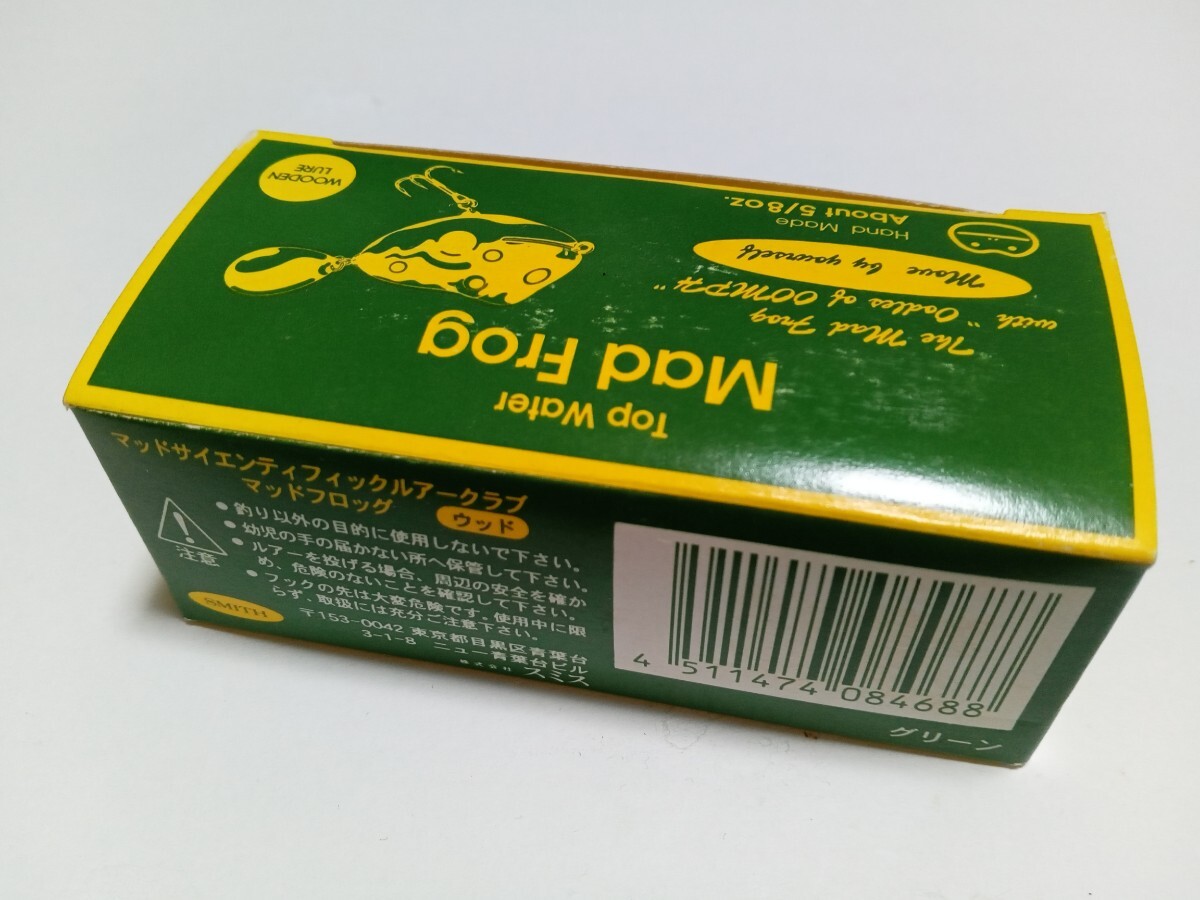 Top Water
Mad Frog
The Mad Frog
with "Oodles of OOMPH"
Move by yourself
Hand Made
About 5/8 oz.
WOODEN
LURE
マッドサイエンティフィックルアークラブ
マッドフロッグ ウッド
注意
●釣り以外の目的に使用しないで下さい。
●幼児の手の届かない所へ保管して下さい。
●ルアーを投げる場合、周辺の安全を確か
め、危険のないことを確認して下さい。
●フックの先は大変危険です。使用中に限
らず、取扱には充分ご注意下さい。
SMITH
〒153-0042 東京都目黒区青葉台
3-1-8 ニュー青葉台ビル
株式会社 スミス
4 511474 084688
グリーン